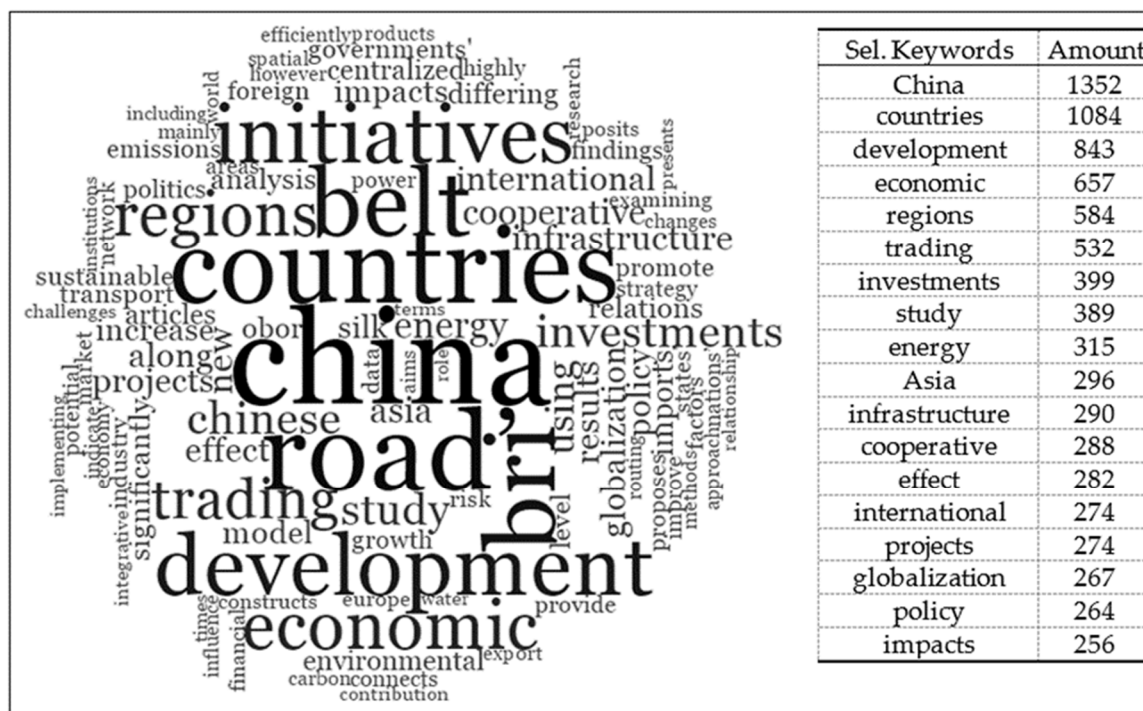 efficiently products
spatial governments'
however centralized highly
foreign impacts differing
world
including
mainly
emissions
initiatives
research
posits
findings
presents
areas
analysis power international
politics
institutions
network
regions belt cooperative examining
changes
infrastructure
sustainable
transport
challenges articles
countries
promote
strategy
relations
increase obor silk terms energy investments
along
projects new
china
data aims role
asia
chinese
effect
road'
bri
using
results
globalization
routing
policy
proposes
imports
improve
methods
states
factors
approach
nations'
relationship
implementing
potential
market
indicate
economy
integrative
industry
significantly
trading study risk
level
model growth
development
times
influence
financial
constructs europe water provide
economic
environmental export
carbon connects
contribution
Sel. Keywords Amount
China 1352
countries 1084
development 843
economic 657
regions 584
trading 532
investments 399
study 389
energy 315
Asia 296
infrastructure 290
cooperative 288
effect 282
international 274
projects 274
globalization 267
policy 264
impacts 256